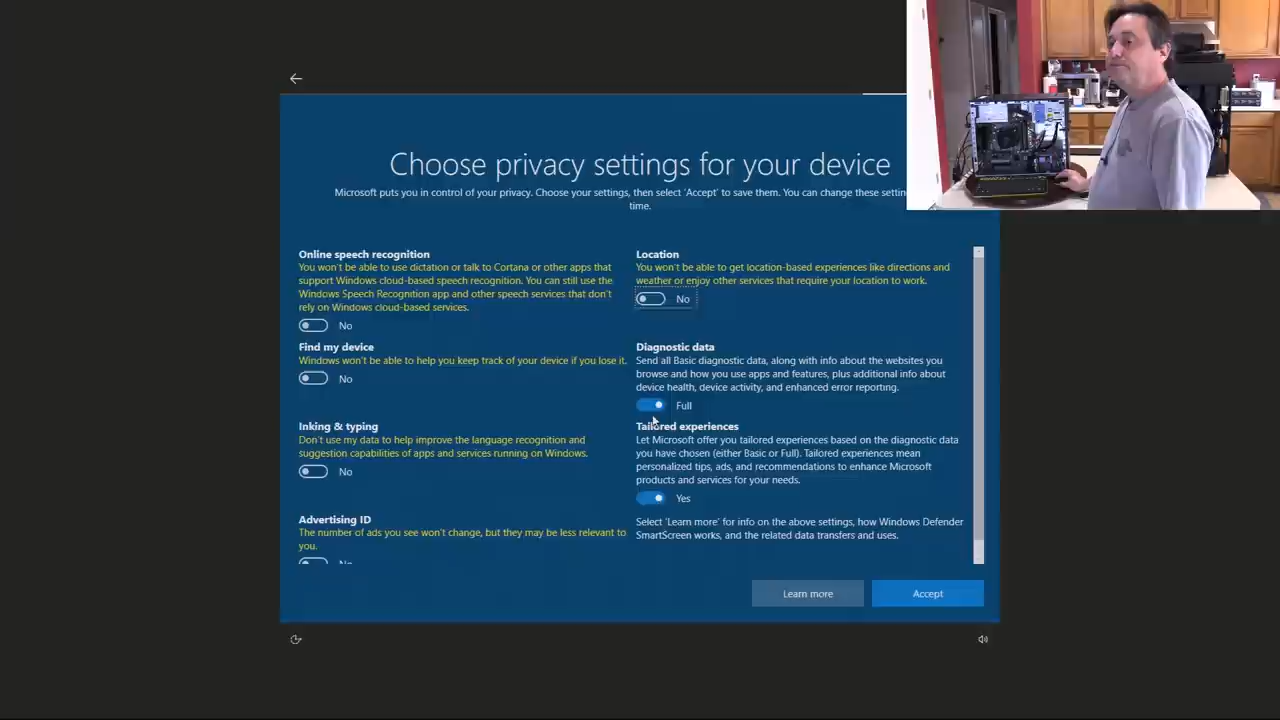 Choose privacy settings for your device
Microsoft puts you in control of your privacy. Choose your settings, then select 'Accept' to save them. You can change these
time.
Online speech recognition
You won't be able to use dictation or talk to Cortana or other apps that
support Windows cloud-based speech recognition. You can still use the
Windows Speech Recognition app and other speech services that don't
rely on Windows cloud-based services.
No
Find my device
Windows won't be able to help you keep track of your device if you lose it.
No
Inking & typing
Don't use my data to help improve the language recognition and
suggestion capabilities of apps and services running on Windows.
No
Advertising ID
The number of ads you see won't change, but they may be less relevant to
you.
No
Location
You won't be able to get location-based experiences like directions and
weather or enjoy other services that require your location to work.
No
Diagnostic data
Send all Basic diagnostic data, along with info about the websites you
browse and how you use apps and features, plus additional info about
device health, device activity, and enhanced error reporting.
Full
Tailored experiences
Let Microsoft offer you tailored experiences based on the diagnostic data
you have chosen (either Basic or Full). Tailored experiences mean
personalized tips, ads, and recommendations to enhance Microsoft
products and services for your needs.
Yes
Select 'Learn more' for info on the above settings, how Windows Defender
SmartScreen works, and the related data transfers and uses.
Learn more
Accept